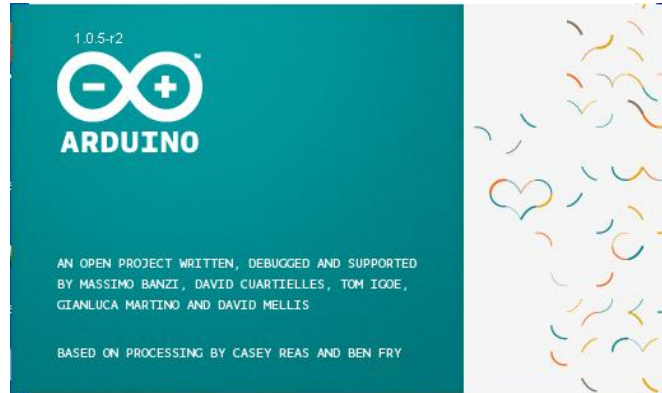 1.0.5-r2
™
ARDUINO
AN OPEN PROJECT WRITTEN, DEBUGGED AND SUPPORTED
BY MASSIMO BANZI, DAVID CUARTIELLES, TOM IGOE,
GIANLUCA MARTINO AND DAVID MELLIS
BASED ON PROCESSING BY CASEY REAS AND BEN FRY